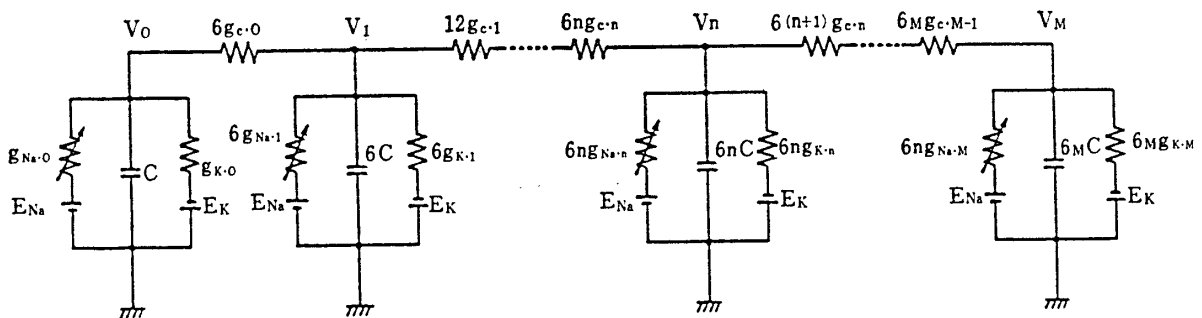 V0 6gc·0 V1 12gc·1 6ngc·n Vn 6(n+1)gc·n 6Mgc·M-1 VM
gNa·0 C gK·0 6gNa·1 6C 6gK·1 6ngNa·n 6nC 6ngK·n 6ngNa·M 6MC 6MgK·M
ENa EK ENa EK ENa EK ENa EK